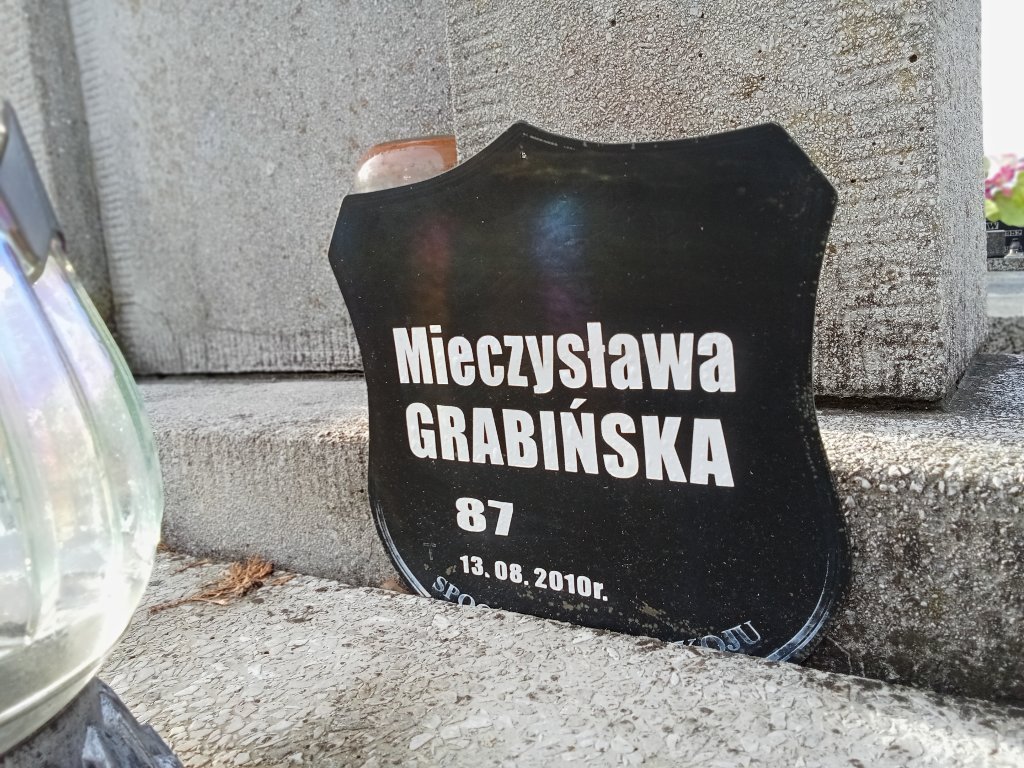 Mieczysława
GRABIŃSKA
87
13. 08. 2010r.